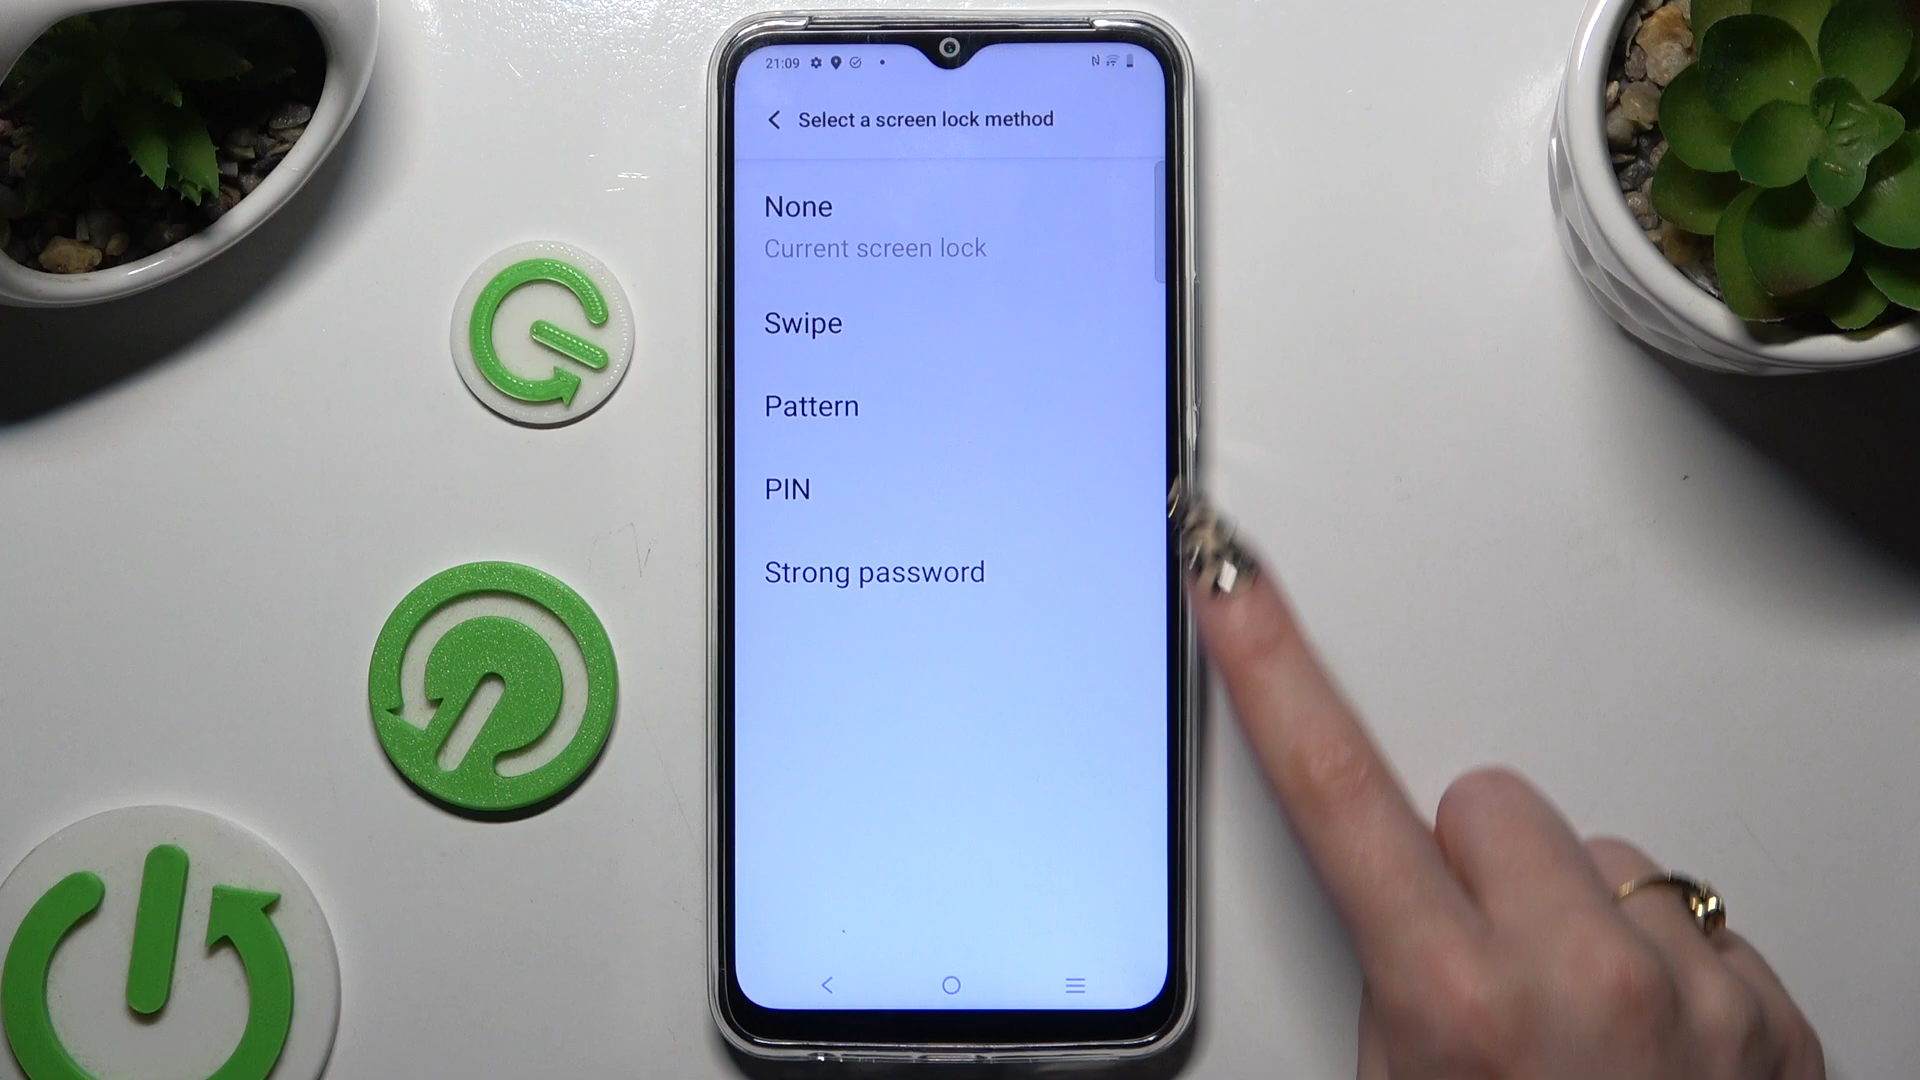 21:09
Select a screen lock method
None
Current screen lock
Swipe
Pattern
PIN
Strong password